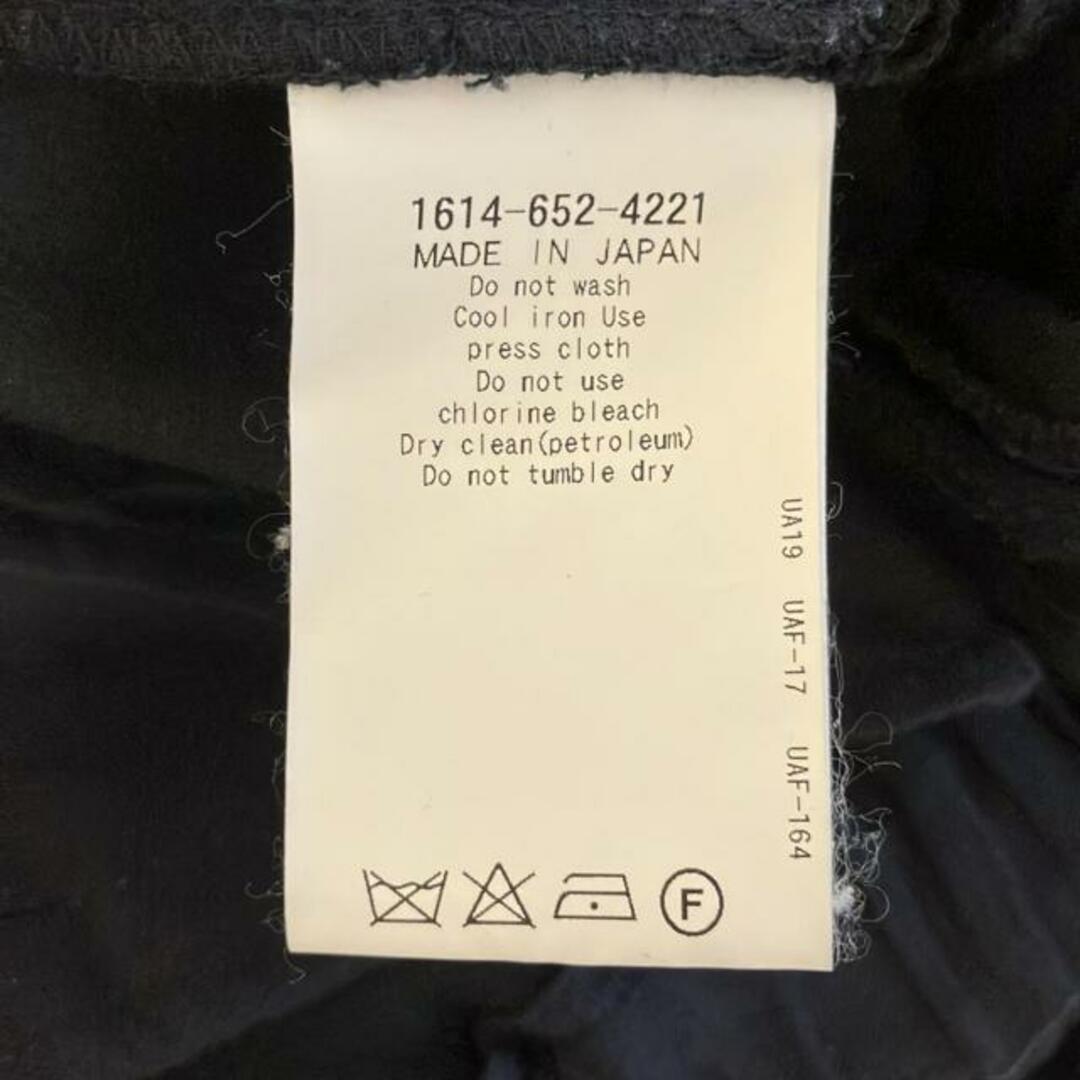 1614-652-4221
MADE IN JAPAN
Do not wash
Cool iron Use
press cloth
Do not use
chlorine bleach
Dry clean(petroleum)
Do not tumble dry
UA19 UAF-17 UAF-164
F